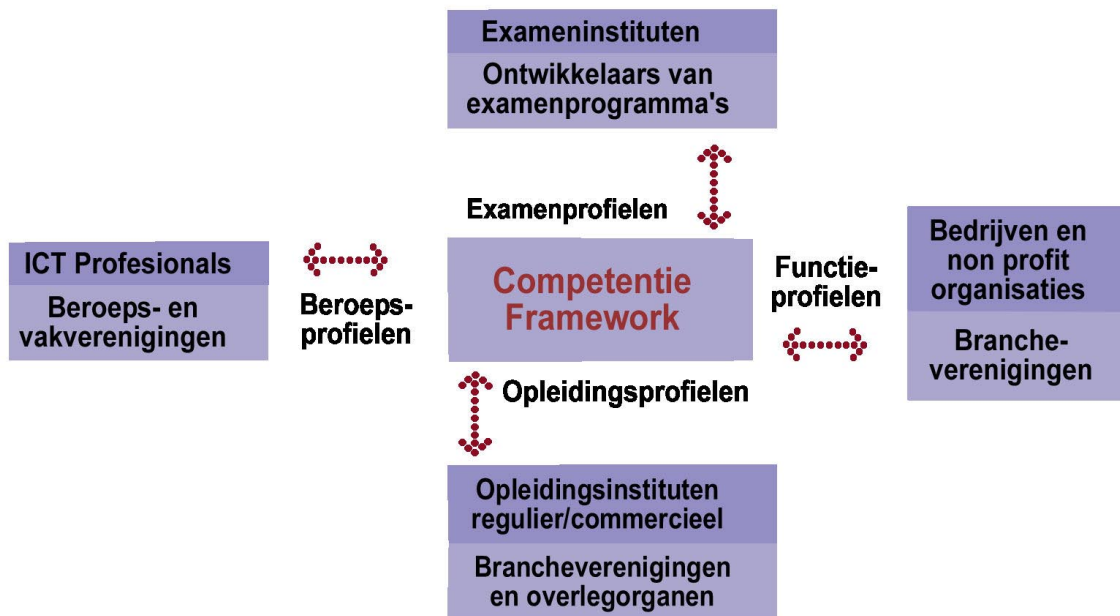 Exameninstituten
Ontwikkelaars van
examenprogramma's
Examenprofielen
ICT Profesionals
Beroeps- en
vakverenigingen
Beroeps-
profielen
Competentie
Framework
Functie-
profielen
Bedrijven en
non profit
organisaties
Branche-
verenigingen
Opleidingsprofielen
Opleidingsinstituten
regulier/commercieel
Brancheverenigingen
en overlegorganen